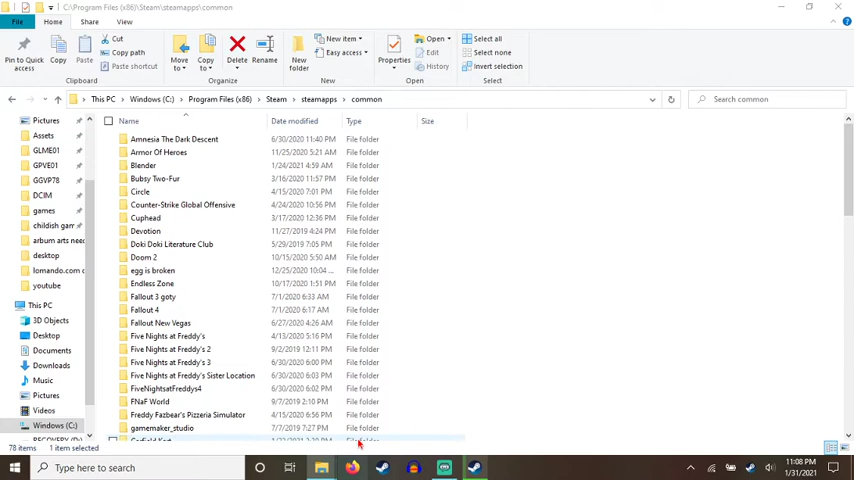 C:\Program Files (x86)\Steam\steamapps\common
File Home Share View
Pin to Quick access
Copy
Paste
Cut
Copy path
Paste shortcut
Clipboard
Move to
Copy to
Delete
Rename
Organize
New folder
New item
Easy access
New
Properties
Open
Edit
History
Open
Select all
Select none
Invert selection
Select
This PC Windows (C:) Program Files (x86) Steam steamapps common
Search common
Name Date modified Type Size
Pictures
Assets
GLME01
GPVE01
GGVP78
DCIM
games
childish gam
arbum arts nee
desktop
lomando.com
youtube
This PC
3D Objects
Desktop
Documents
Downloads
Music
Pictures
Videos
Windows (C:)
RECOVERY (D:)
Amnesia The Dark Descent 6/30/2020 11:40 PM File folder
Armor Of Heroes 11/25/2020 5:21 AM File folder
Blender 1/24/2021 4:59 AM File folder
Bubsy Two-Fur 3/16/2020 11:57 PM File folder
Circle 4/15/2020 7:01 PM File folder
Counter-Strike Global Offensive 4/24/2020 10:56 PM File folder
Cuphead 3/17/2020 12:36 PM File folder
Devotion 11/27/2019 4:24 PM File folder
Doki Doki Literature Club 5/29/2019 7:05 PM File folder
Doom 2 10/15/2020 5:50 AM File folder
egg is broken 12/25/2020 10:04 ... File folder
Endless Zone 10/17/2020 1:51 PM File folder
Fallout 3 goty 7/1/2020 6:33 AM File folder
Fallout 4 7/1/2020 6:17 AM File folder
Fallout New Vegas 6/27/2020 4:26 AM File folder
Five Nights at Freddy's 4/13/2020 5:16 PM File folder
Five Nights at Freddy's 2 9/2/2019 12:11 PM File folder
Five Nights at Freddy's 3 6/30/2020 6:00 PM File folder
Five Nights at Freddy's Sister Location 6/30/2020 6:03 PM File folder
FiveNightsatFreddys4 6/30/2020 6:02 PM File folder
FNaF World 9/7/2019 2:10 PM File folder
Freddy Fazbear's Pizzeria Simulator 4/15/2020 6:56 PM File folder
gamemaker_studio 7/7/2019 7:27 PM File folder
Garfield Kart
78 items 1 item selected
Type here to search
11:08 PM
1/31/2021